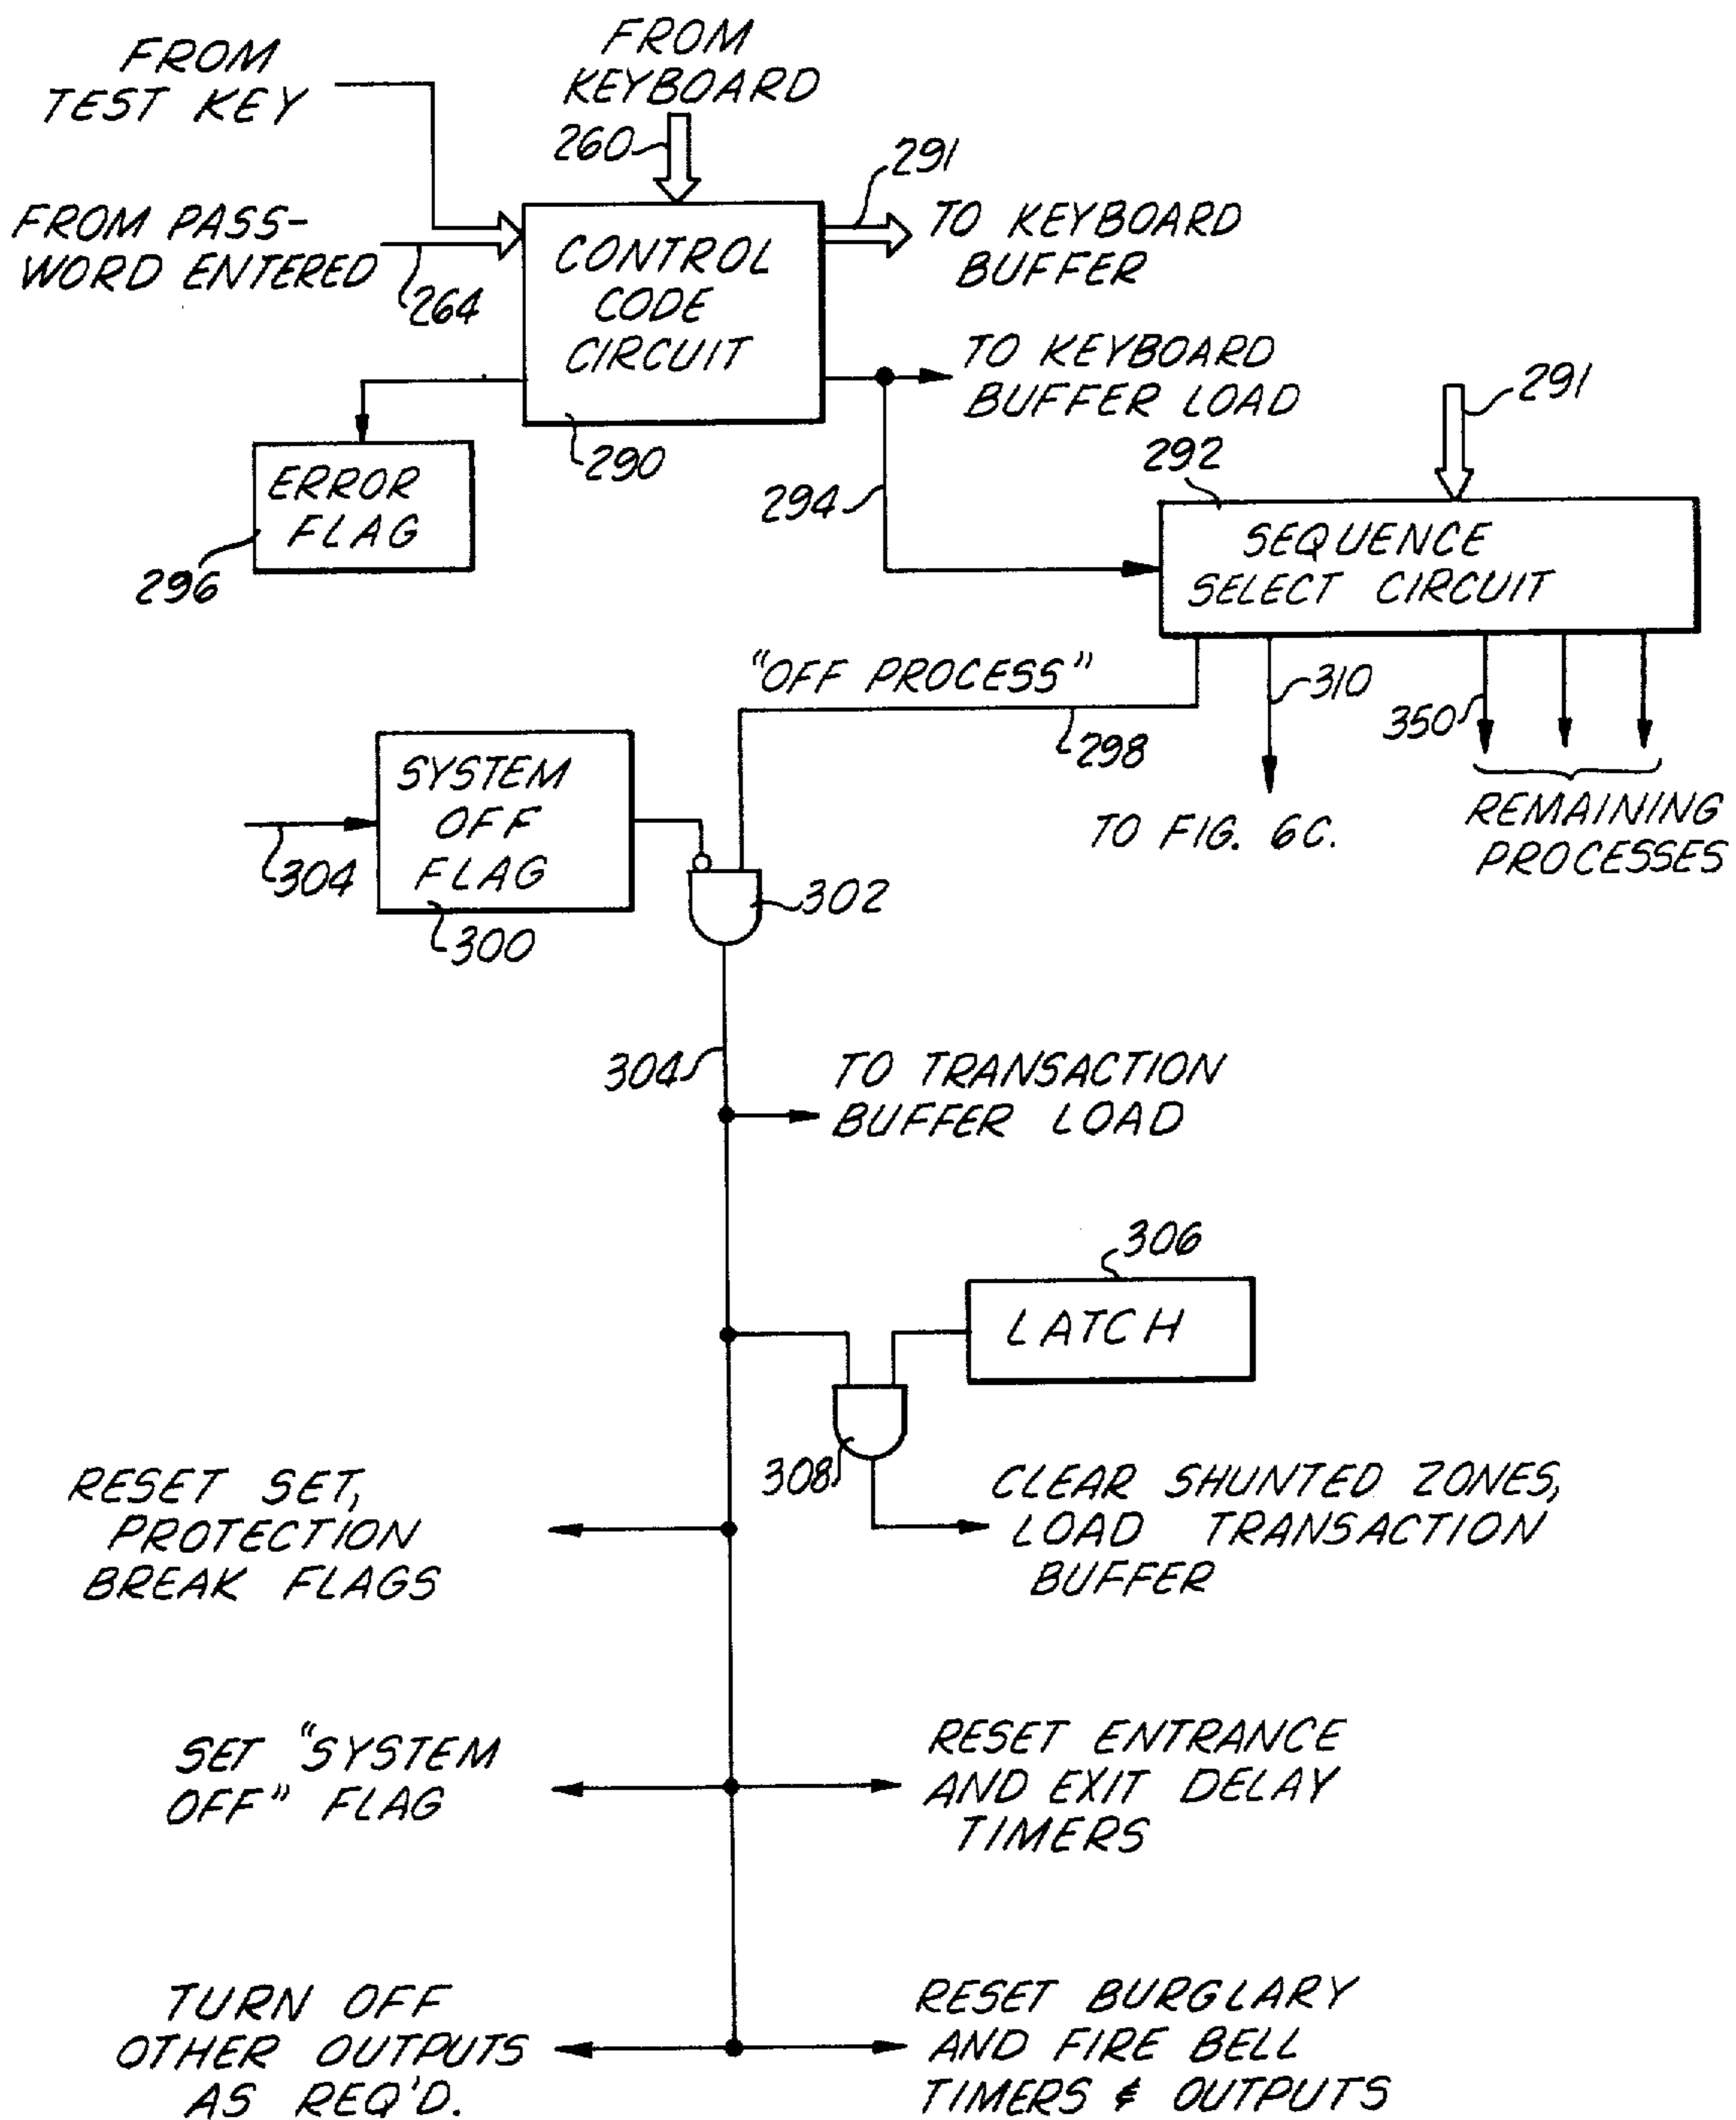 FROM
TEST KEY
FROM
KEYBOARD
260
291
FROM PASS-
WORD ENTERED
264
CONTROL
CODE
CIRCUIT
290
TO KEYBOARD
BUFFER
TO KEYBOARD
BUFFER LOAD
291
ERROR
FLAG
296
294
292
SEQUENCE
SELECT CIRCUIT
"OFF PROCESS"
298
310
350
TO FIG. 6C.
REMAINING
PROCESSES
304
SYSTEM
OFF
FLAG
300
302
304
TO TRANSACTION
BUFFER LOAD
306
LATCH
308
CLEAR SHUNTED ZONES,
LOAD TRANSACTION
BUFFER
RESET SET,
PROTECTION
BREAK FLAGS
SET "SYSTEM
OFF" FLAG
RESET ENTRANCE
AND EXIT DELAY
TIMERS
TURN OFF
OTHER OUTPUTS
AS REQ'D.
RESET BURGLARY
AND FIRE BELL
TIMERS & OUTPUTS